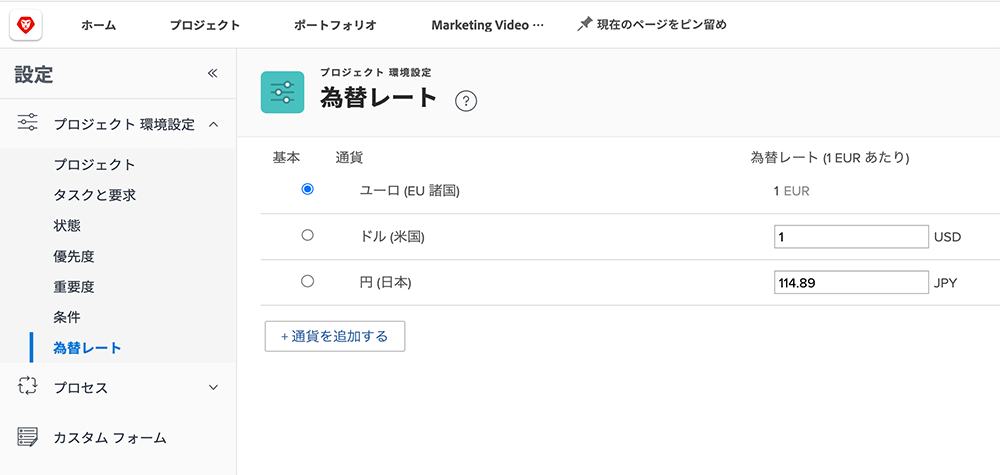 ホーム
プロジェクト
ポートフォリオ
Marketing Video ···
現在のページをピン留め
設定
プロジェクト 環境設定
プロジェクト
タスクと要求
状態
優先度
重要度
条件
為替レート
プロセス
カスタム フォーム
プロジェクト 環境設定
為替レート ?
基本 通貨 為替レート (1 EUR あたり)
ユーロ (EU 諸国) 1 EUR
ドル (米国) 1 USD
円 (日本) 114.89 JPY
+ 通貨を追加する